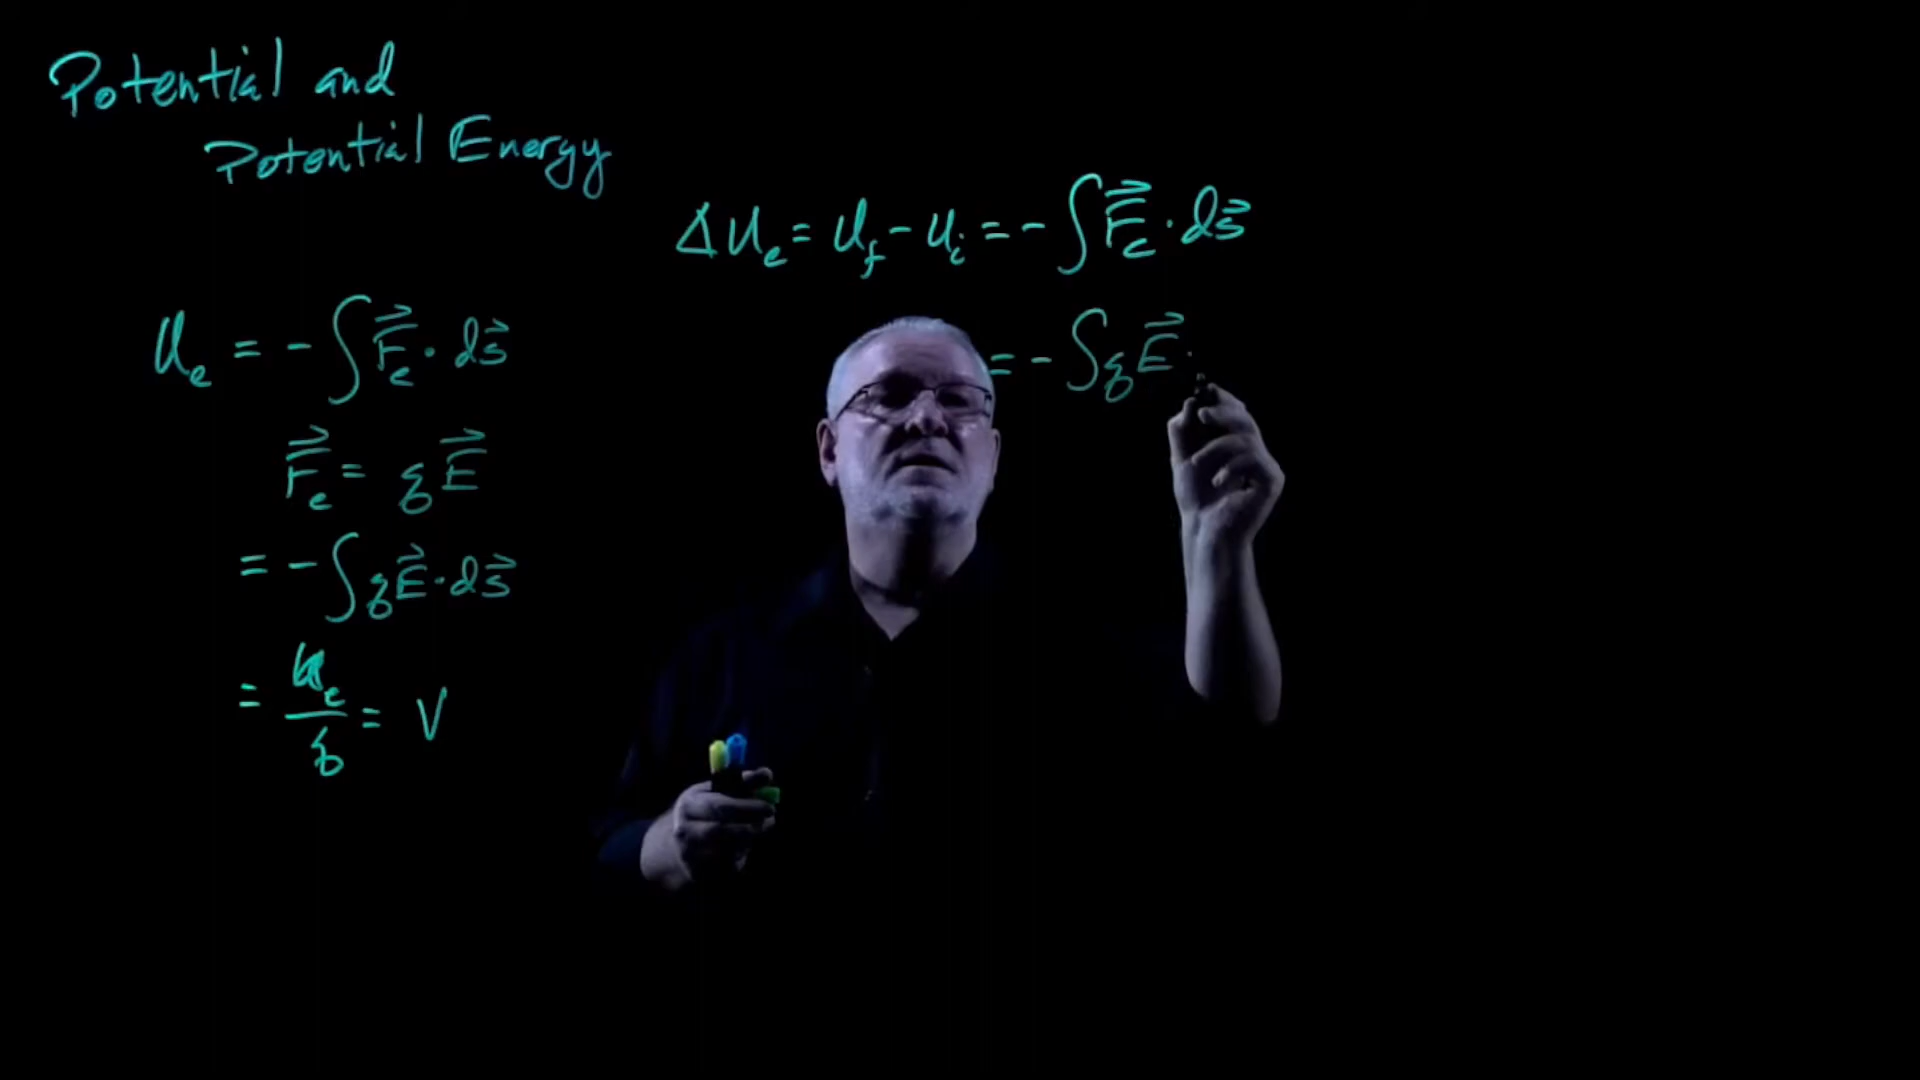 Potential and
Potential Energy
U_e = - ∫ F⃗_e · ds⃗
F⃗_e = qE⃗
= - ∫ qE⃗ · ds⃗
= U_e / q = V
ΔU_e = U_f - U_i = - ∫ F⃗_e · ds⃗
= - ∫ qE⃗ ·